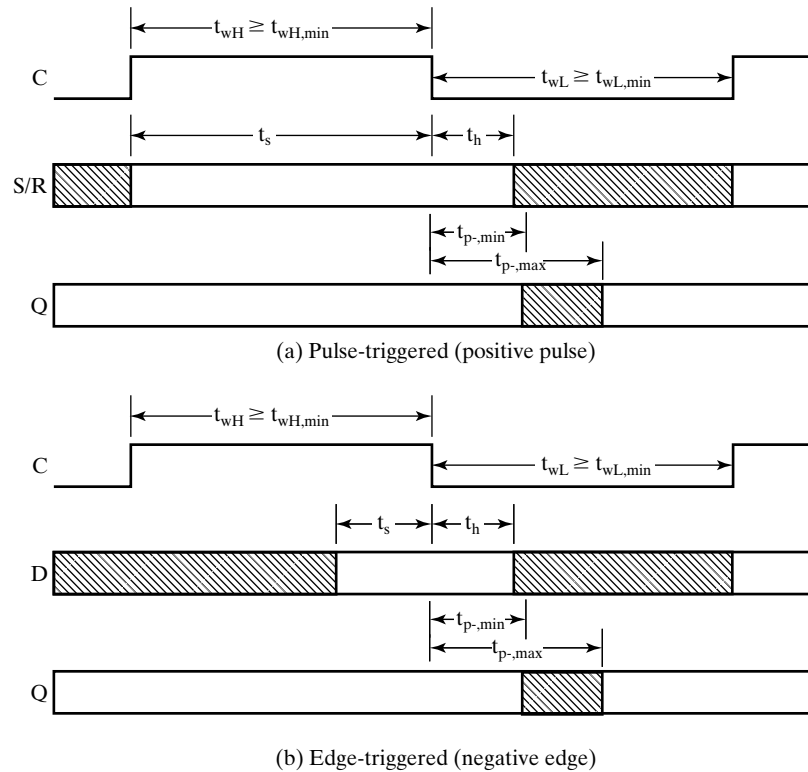 t_wH ≥ t_wH,min
C
t_wL ≥ t_wL,min
t_s
t_h
S/R
t_p-,min
t_p-,max
Q
(a) Pulse-triggered (positive pulse)
t_wH ≥ t_wH,min
C
t_wL ≥ t_wL,min
t_s
t_h
D
t_p-,min
t_p-,max
Q
(b) Edge-triggered (negative edge)